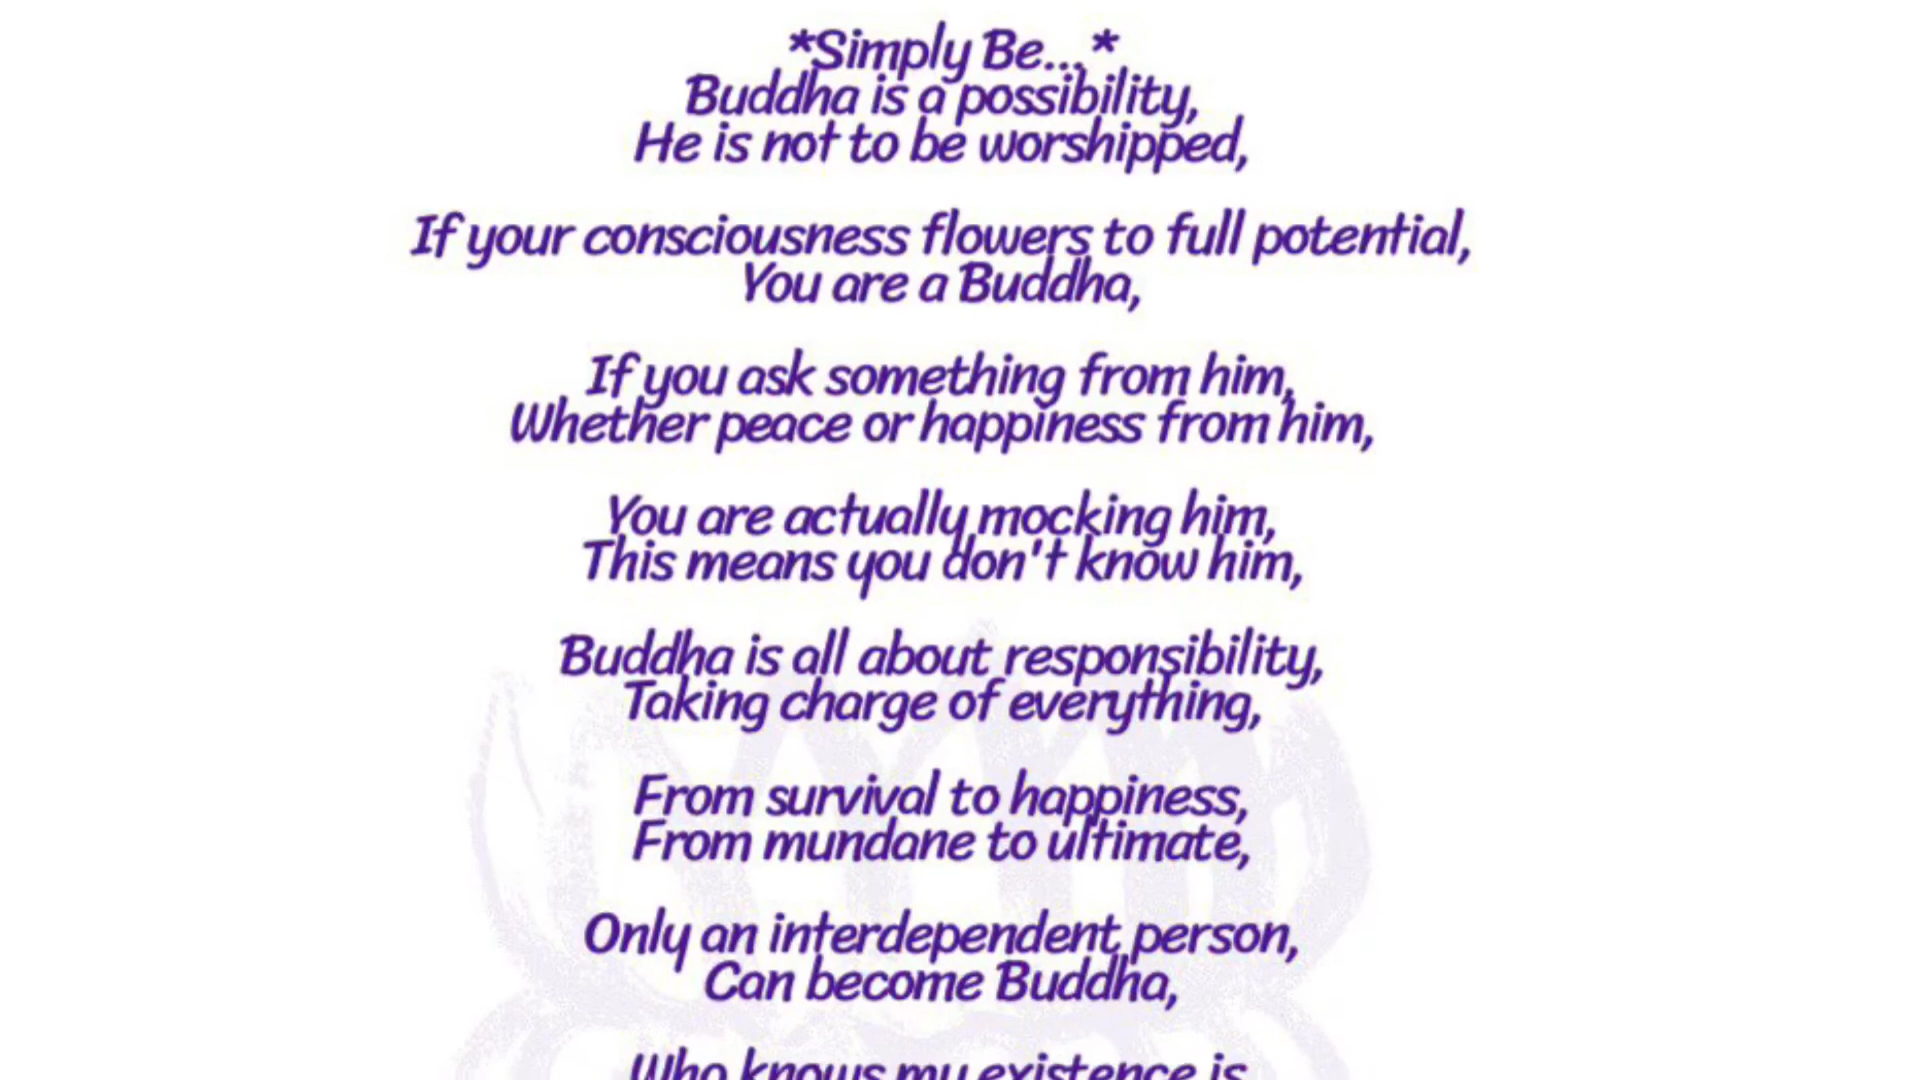 *Simply Be...*
Buddha is a possibility,
He is not to be worshipped,
If your consciousness flowers to full potential,
You are a Buddha,
If you ask something from him,
Whether peace or happiness from him,
You are actually mocking him,
This means you don't know him,
Buddha is all about responsibility,
Taking charge of everything,
From survival to happiness,
From mundane to ultimate,
Only an interdependent person,
Can become Buddha,
Who knows my existence is